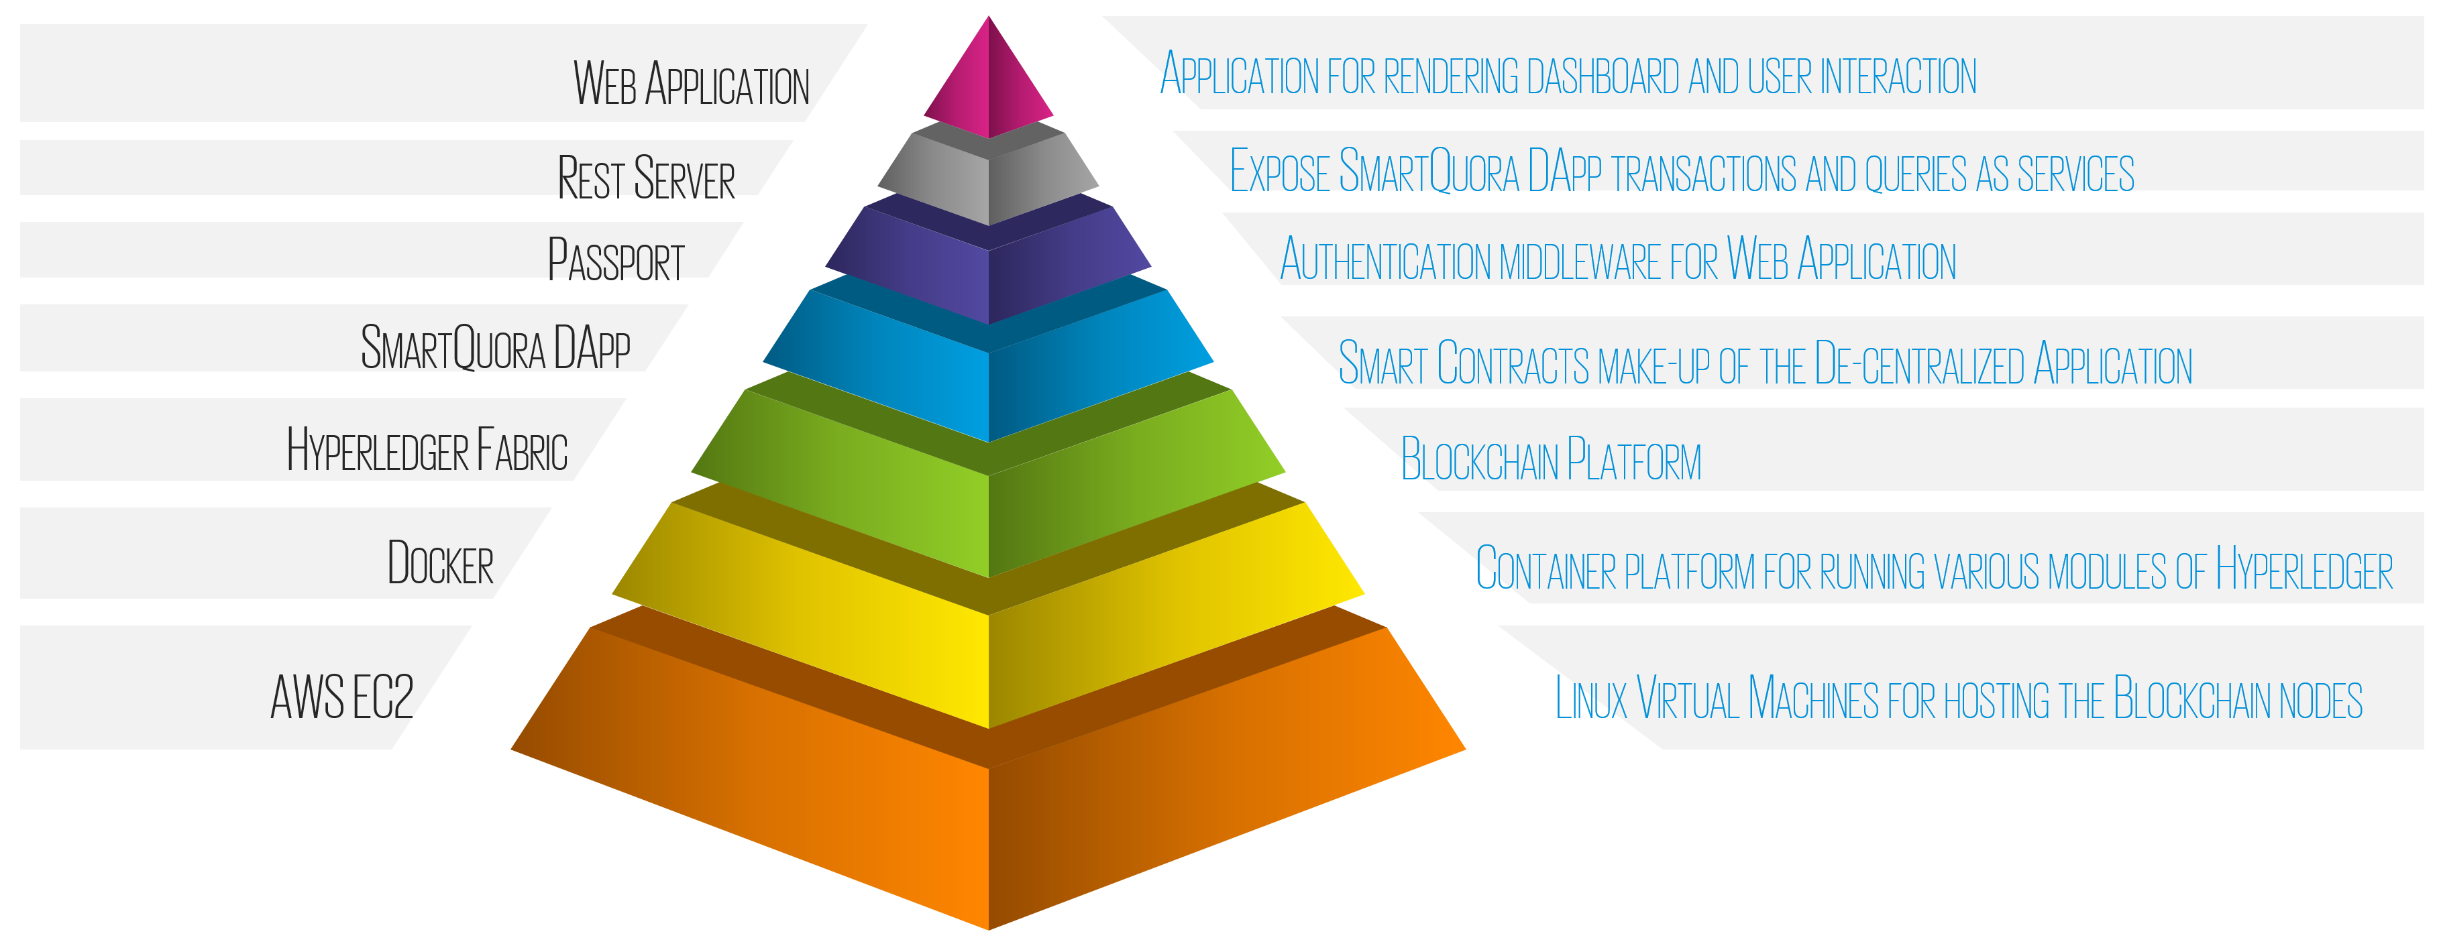 Web Application
Application for rendering dashboard and user interaction
Rest Server
Expose SmartQuora DApp transactions and queries as services
Passport
Authentication middleware for Web Application
SmartQuora DApp
Smart Contracts make-up of the De-centralized Application
Hyperledger Fabric
Blockchain Platform
Docker
Container platform for running various modules of Hyperledger
AWS EC2
Linux Virtual Machines for hosting the Blockchain nodes